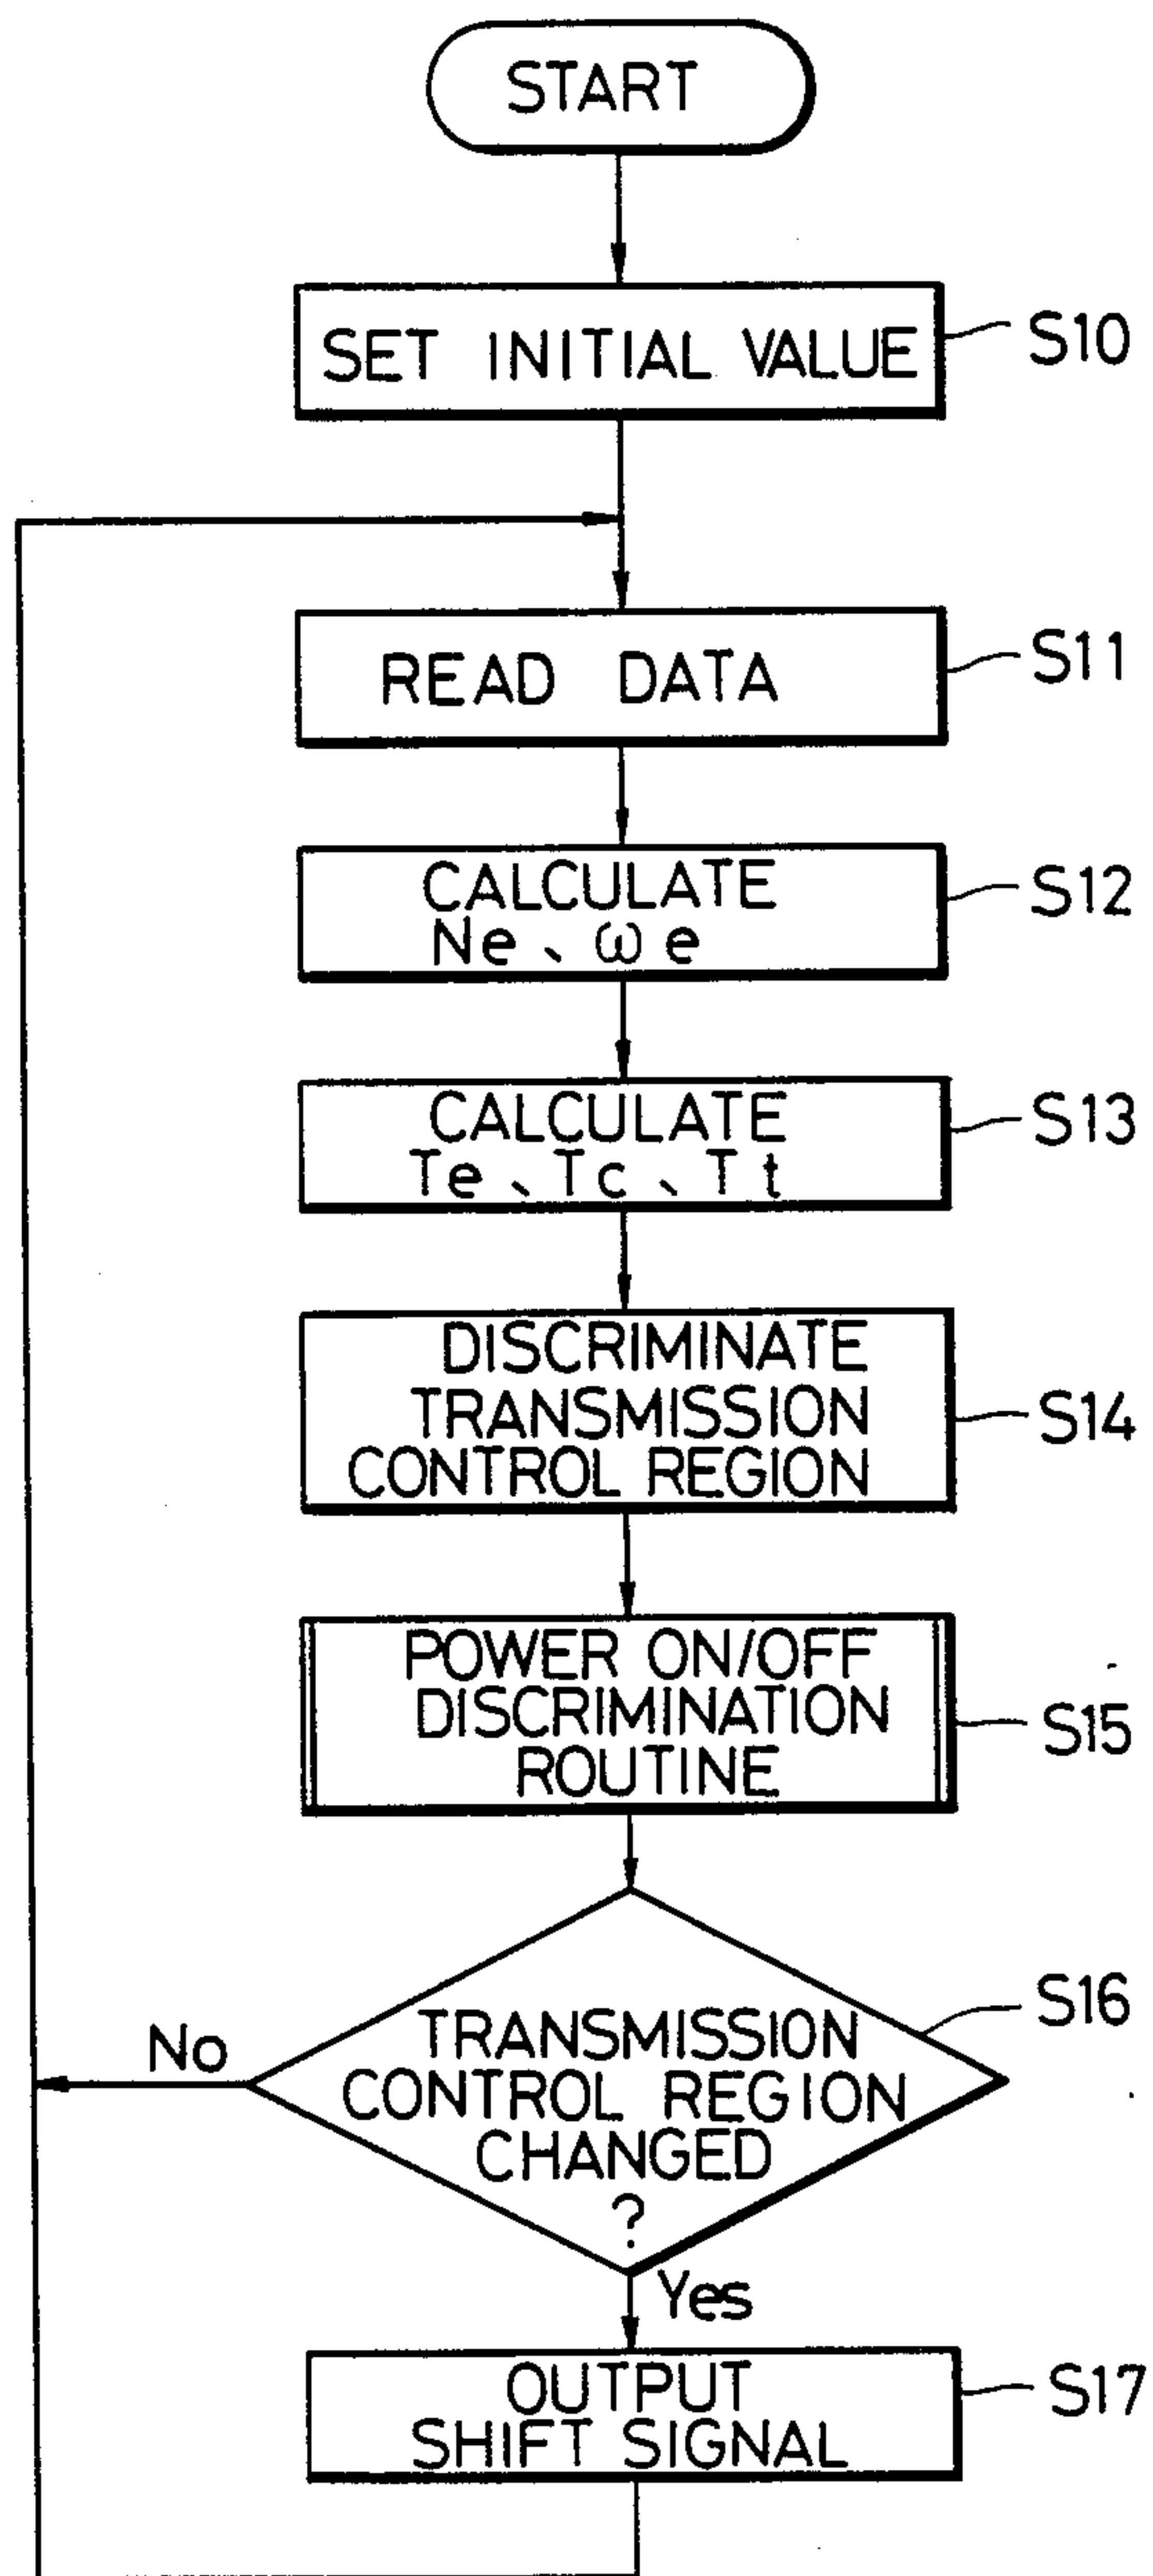 START
SET INITIAL VALUE
S10
READ DATA
S11
CALCULATE
Ne、ωe
S12
CALCULATE
Te、Tc、Tt
S13
DISCRIMINATE
TRANSMISSION
CONTROL REGION
S14
POWER ON/OFF
DISCRIMINATION
ROUTINE
S15
TRANSMISSION
CONTROL REGION
CHANGED
?
S16
No
Yes
OUTPUT
SHIFT SIGNAL
S17